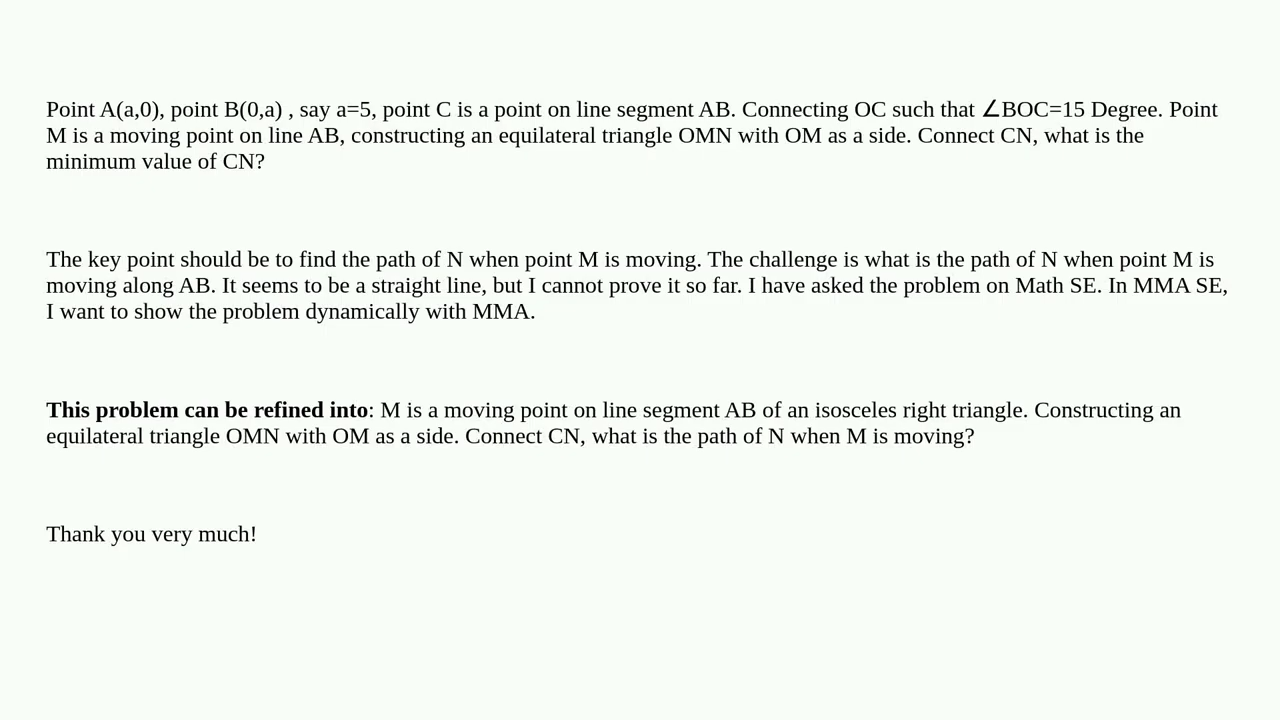 Point A(a,0), point B(0,a) , say a=5, point C is a point on line segment AB. Connecting OC such that ∠BOC=15 Degree. Point
M is a moving point on line AB, constructing an equilateral triangle OMN with OM as a side. Connect CN, what is the
minimum value of CN?
The key point should be to find the path of N when point M is moving. The challenge is what is the path of N when point M is
moving along AB. It seems to be a straight line, but I cannot prove it so far. I have asked the problem on Math SE. In MMA SE,
I want to show the problem dynamically with MMA.
This problem can be refined into: M is a moving point on line segment AB of an isosceles right triangle. Constructing an
equilateral triangle OMN with OM as a side. Connect CN, what is the path of N when M is moving?
Thank you very much!